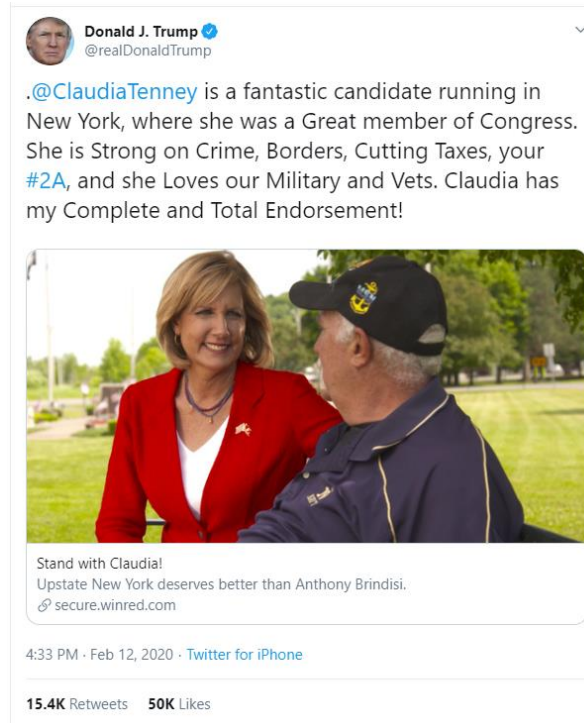 Donald J. Trump
@realDonaldTrump
.@ClaudiaTenney is a fantastic candidate running in
New York, where she was a Great member of Congress.
She is Strong on Crime, Borders, Cutting Taxes, your
#2A, and she Loves our Military and Vets. Claudia has
my Complete and Total Endorsement!
Stand with Claudia!
Upstate New York deserves better than Anthony Brindisi.
secure.winred.com
4:33 PM · Feb 12, 2020 · Twitter for iPhone
15.4K Retweets 50K Likes